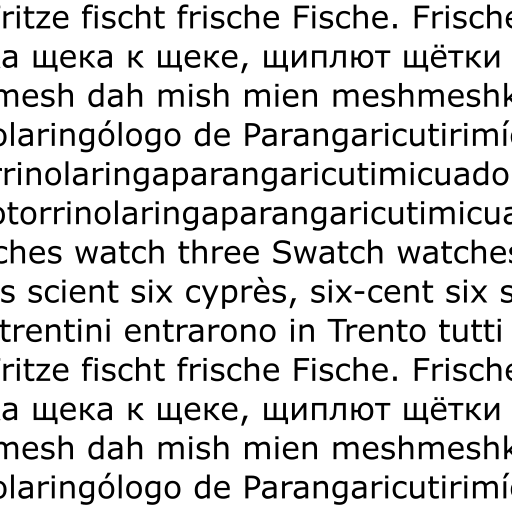 ritze fischt frische Fische. Frische
а щека к щеке, щиплют щётки
mesh dah mish mien meshmeshk
olaringólogo de Parangaricutirimí
rrinolaringaparangaricutimicuado
otorrinolaringaparangaricutimicua
ches watch three Swatch watches
s scient six cyprès, six-cent six s
trentini entrarono in Trento tutti
ritze fischt frische Fische. Frische
а щека к щеке, щиплют щётки
mesh dah mish mien meshmeshk
olaringólogo de Parangaricutirimí